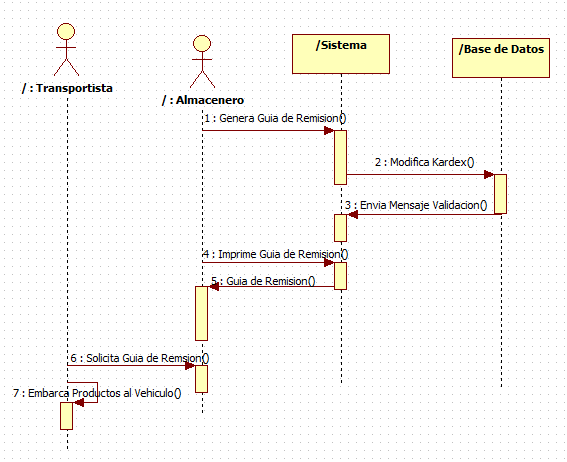 /Sistema
/Base de Datos
/ : Transportista
/ : Almacenero
1 : Genera Guia de Remision()
2 : Modifica Kardex()
3 : Envia Mensaje Validacion()
4 : Imprime Guia de Remision()
5 : Guia de Remision()
6 : Solicita Guia de Remsion()
7 : Embarca Productos al Vehiculo()